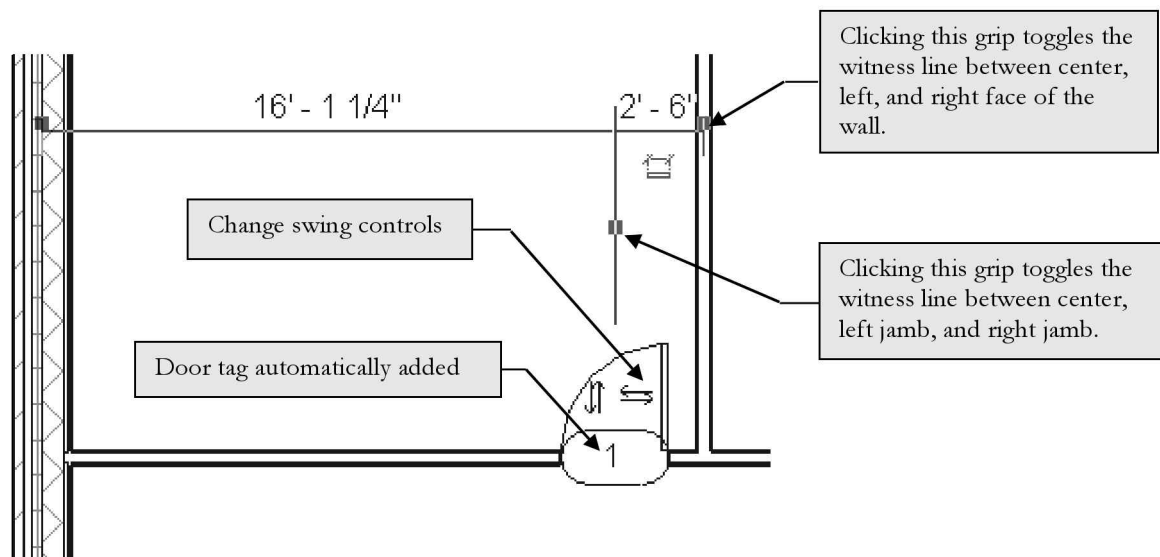 Clicking this grip toggles the
witness line between center,
left, and right face of the
wall.
16' - 1 1/4"
2' - 6"
Change swing controls
Clicking this grip toggles the
witness line between center,
left jamb, and right jamb.
Door tag automatically added
1